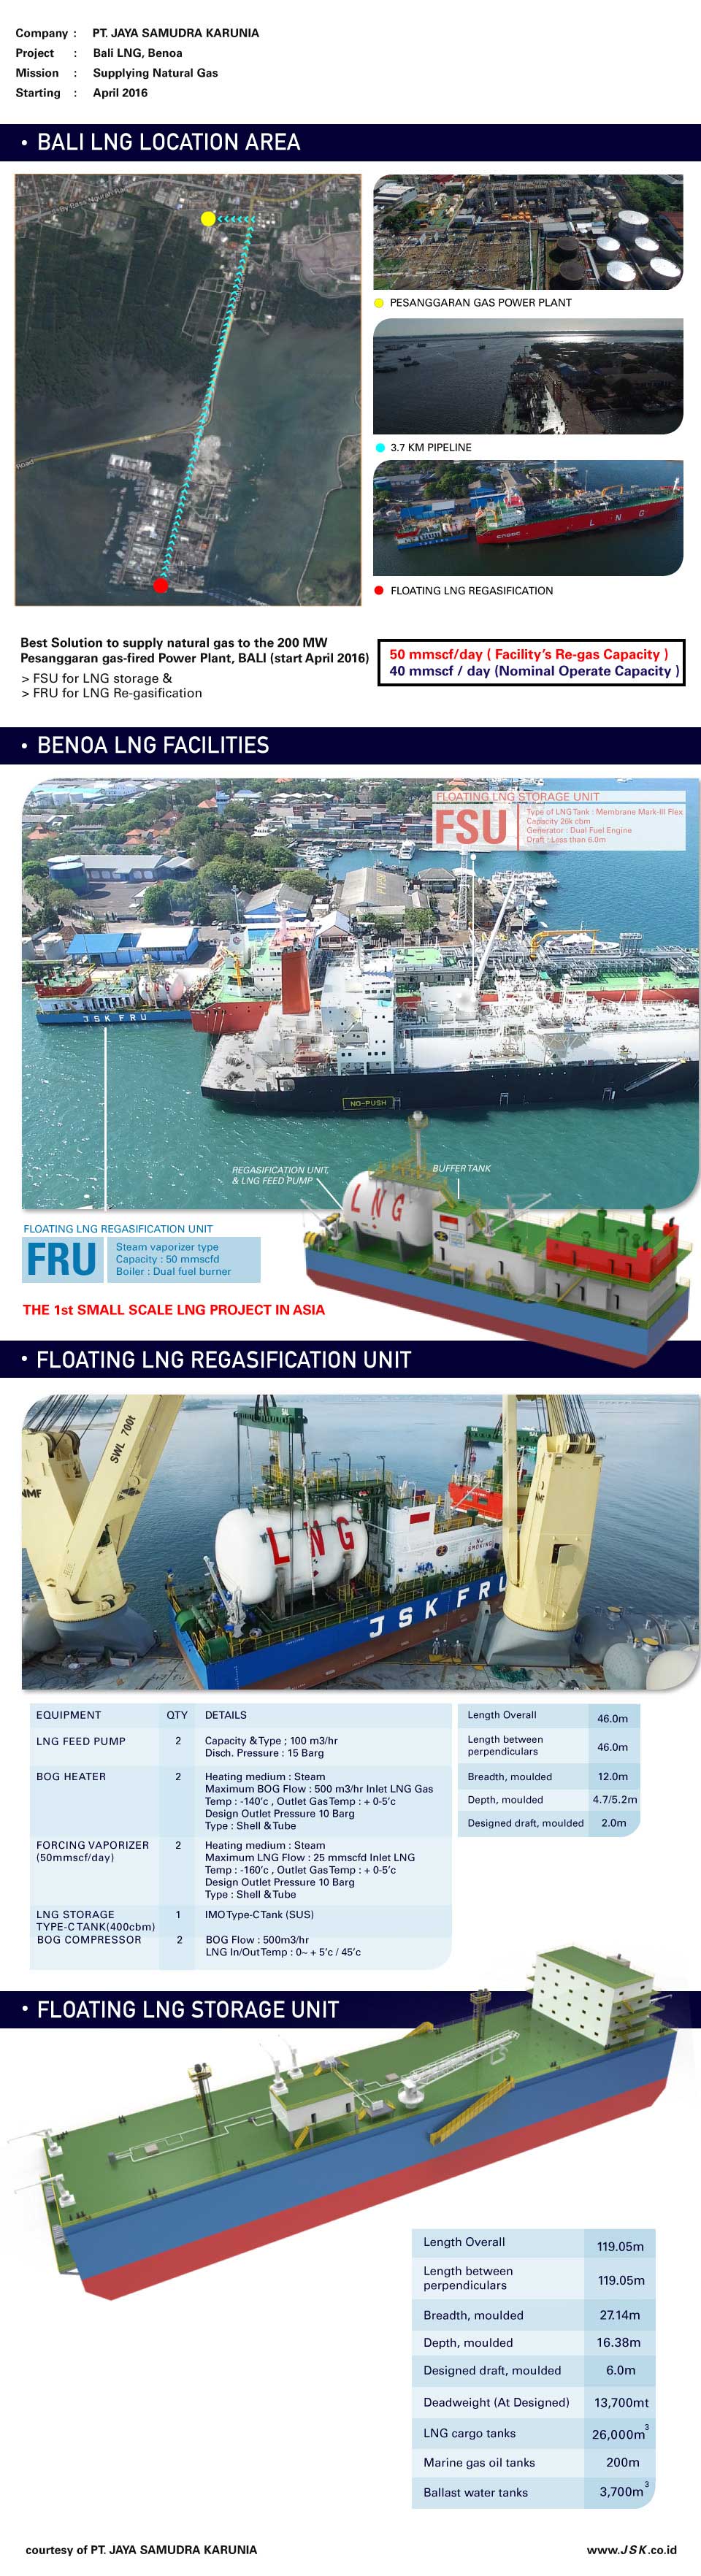 Company : PT. JAYA SAMUDRA KARUNIA
Project : Bali LNG, Benoa
Mission : Supplying Natural Gas
Starting : April 2016
• BALI LNG LOCATION AREA
Road
PESANGGARAN GAS POWER PLANT
3.7 KM PIPELINE
L N G
FLOATING LNG REGASIFICATION
Best Solution to supply natural gas to the 200 MW
Pesanggaran gas-fired Power Plant, BALI (start April 2016)
> FSU for LNG storage &
> FRU for LNG Re-gasification
50 mmscf/day ( Facility's Re-gas Capacity )
40 mmscf / day (Nominal Operate Capacity )
• BENOA LNG FACILITIES
FLOATING LNG STORAGE UNIT
FSU
Type of LNG Tank : Membrane Mark-III Flex
Capacity 26k cbm
Generator : Dual Fuel Engine
Draft : Less than 6.0m
JSK FRU
NO-PUSH
REGASIFICATION UNIT,
& LNG FEED PUMP
BUFFER TANK
LNG
FLOATING LNG REGASIFICATION UNIT
FRU
Steam vaporizer type
Capacity : 50 mmscfd
Boiler : Dual fuel burner
THE 1st SMALL SCALE LNG PROJECT IN ASIA
• FLOATING LNG REGASIFICATION UNIT
SWL 700t
NMF
NMF
LNG
NO SMOKING
JSK FRU
EQUIPMENT QTY DETAILS
LNG FEED PUMP 2 Capacity & Type ; 100 m3/hr
Disch. Pressure : 15 Barg
BOG HEATER 2 Heating medium : Steam
Maximum BOG Flow : 500 m3/hr Inlet LNG Gas
Temp : -140'c , Outlet Gas Temp : + 0-5'c
Design Outlet Pressure 10 Barg
Type : Shell & Tube
FORCING VAPORIZER 2 Heating medium : Steam
(50mmscf/day) Maximum LNG Flow : 25 mmscfd Inlet LNG
Temp : -160'c , Outlet Gas Temp : + 0-5'c
Design Outlet Pressure 10 Barg
Type : Shell & Tube
LNG STORAGE 1 IMO Type-C Tank (SUS)
TYPE-C TANK(400cbm)
BOG COMPRESSOR 2 BOG Flow : 500m3/hr
LNG In/Out Temp : 0~ + 5'c / 45'c
Length Overall 46.0m
Length between
perpendiculars 46.0m
Breadth, moulded 12.0m
Depth, moulded 4.7/5.2m
Designed draft, moulded 2.0m
• FLOATING LNG STORAGE UNIT
Length Overall 119.05m
Length between
perpendiculars 119.05m
Breadth, moulded 27.14m
Depth, moulded 16.38m
Designed draft, moulded 6.0m
Deadweight (At Designed) 13,700mt
LNG cargo tanks 26,000m³
Marine gas oil tanks 200m
Ballast water tanks 3,700m³
courtesy of PT. JAYA SAMUDRA KARUNIA
www.JSK.co.id